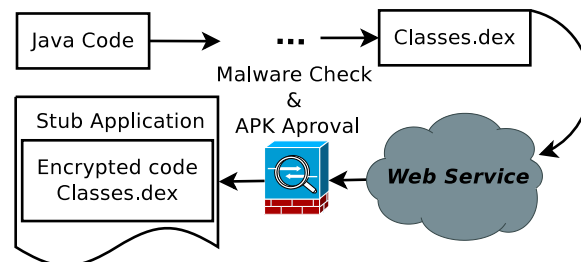 Java Code
...
Classes.dex
Malware Check
&
APK Aproval
Stub Application
Encrypted code
Classes.dex
Web Service